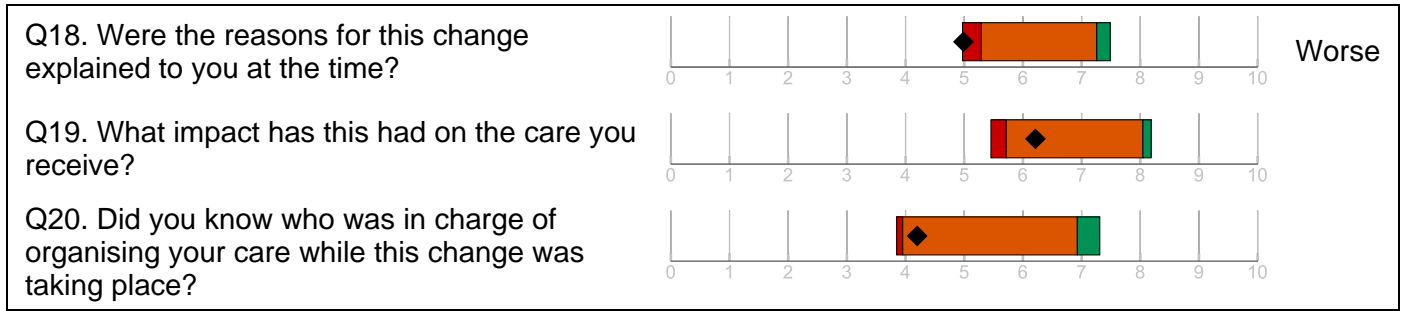 Q18. Were the reasons for this change
explained to you at the time?
Worse
0 1 2 3 4 5 6 7 8 9 10
Q19. What impact has this had on the care you
receive?
0 1 2 3 4 5 6 7 8 9 10
Q20. Did you know who was in charge of
organising your care while this change was
taking place?
0 1 2 3 4 5 6 7 8 9 10